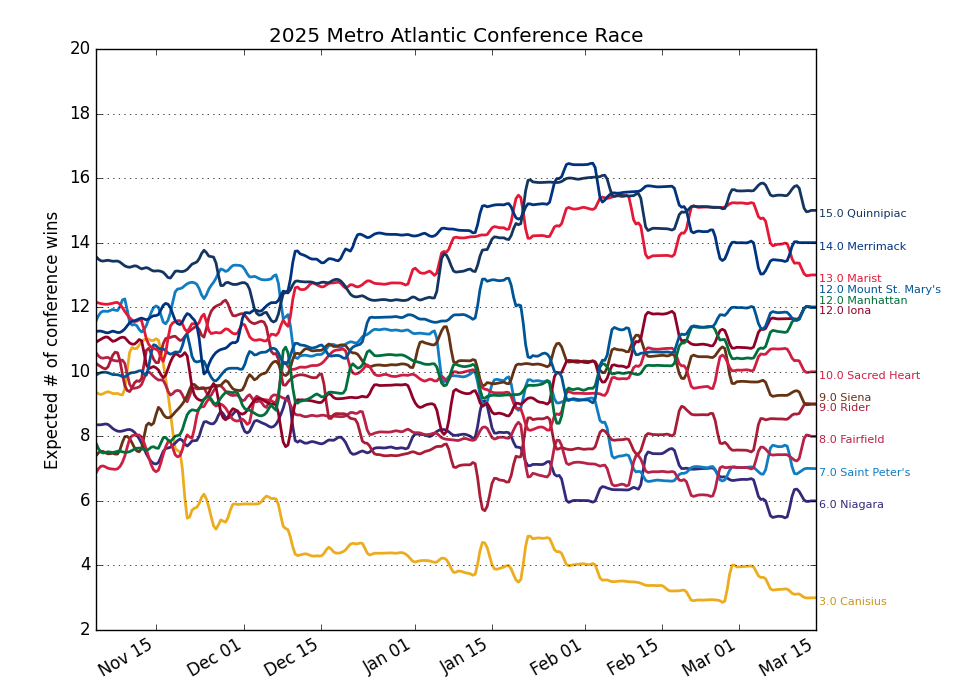 2025 Metro Atlantic Conference Race
Expected # of conference wins
20
18
16
14
12
10
8
6
4
2
15.0 Quinnipiac
14.0 Merrimack
13.0 Marist
12.0 Mount St. Mary's
12.0 Manhattan
12.0 Iona
10.0 Sacred Heart
9.0 Siena
9.0 Rider
8.0 Fairfield
7.0 Saint Peter's
6.0 Niagara
3.0 Canisius
Nov 15
Dec 01
Dec 15
Jan 01
Jan 15
Feb 01
Feb 15
Mar 01
Mar 15